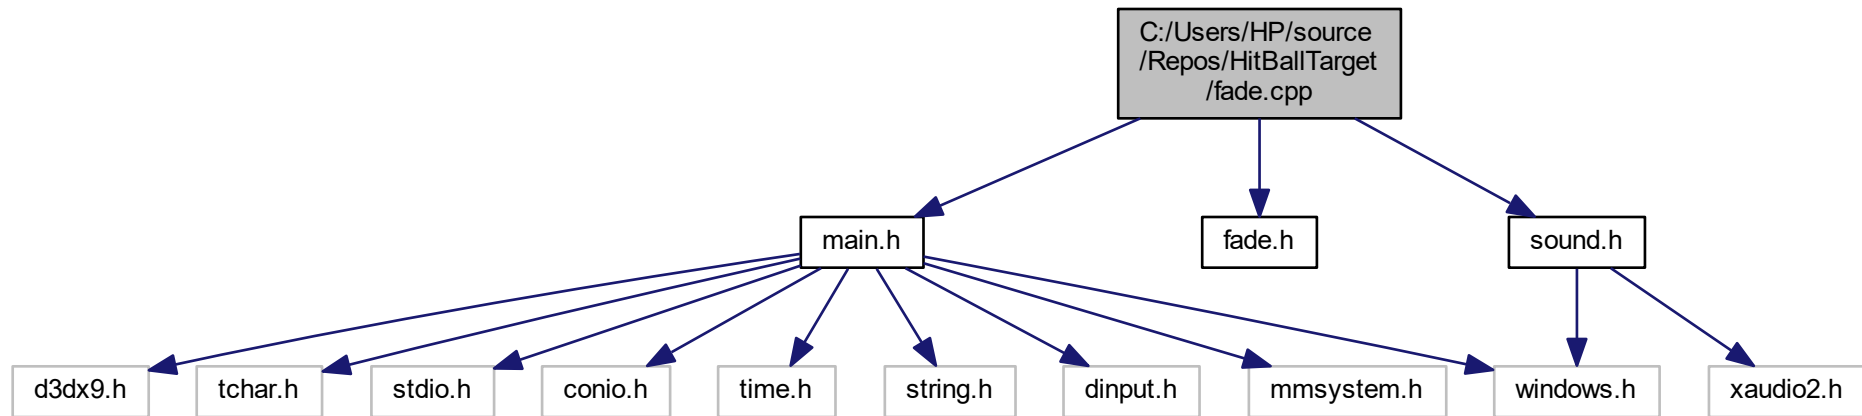 C:/Users/HP/source
/Repos/HitBallTarget
/fade.cpp
main.h
fade.h
sound.h
d3dx9.h
tchar.h
stdio.h
conio.h
time.h
string.h
dinput.h
mmsystem.h
windows.h
xaudio2.h